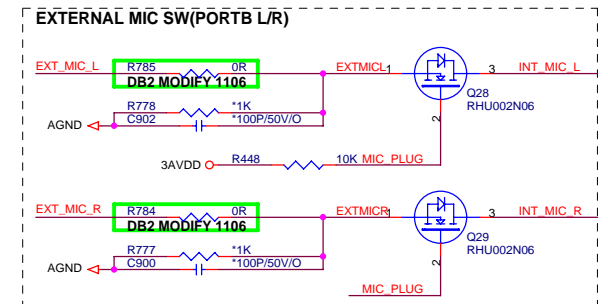 EXTERNAL MIC SW(PORTB L/R)
EXT_MIC_L R785 0R EXTMICL 1 3 INT_MIC_L
DB2 MODIFY 1106
Q28
RHU002N06
R778 *1K
C902 *100P/50V/O
AGND
2
3AVDD R448 10K MIC_PLUG
EXT_MIC_R R784 0R EXTMICR 1 3 INT_MIC_R
DB2 MODIFY 1106
Q29
RHU002N06
R777 *1K
C900 *100P/50V/O
AGND
2
MIC_PLUG